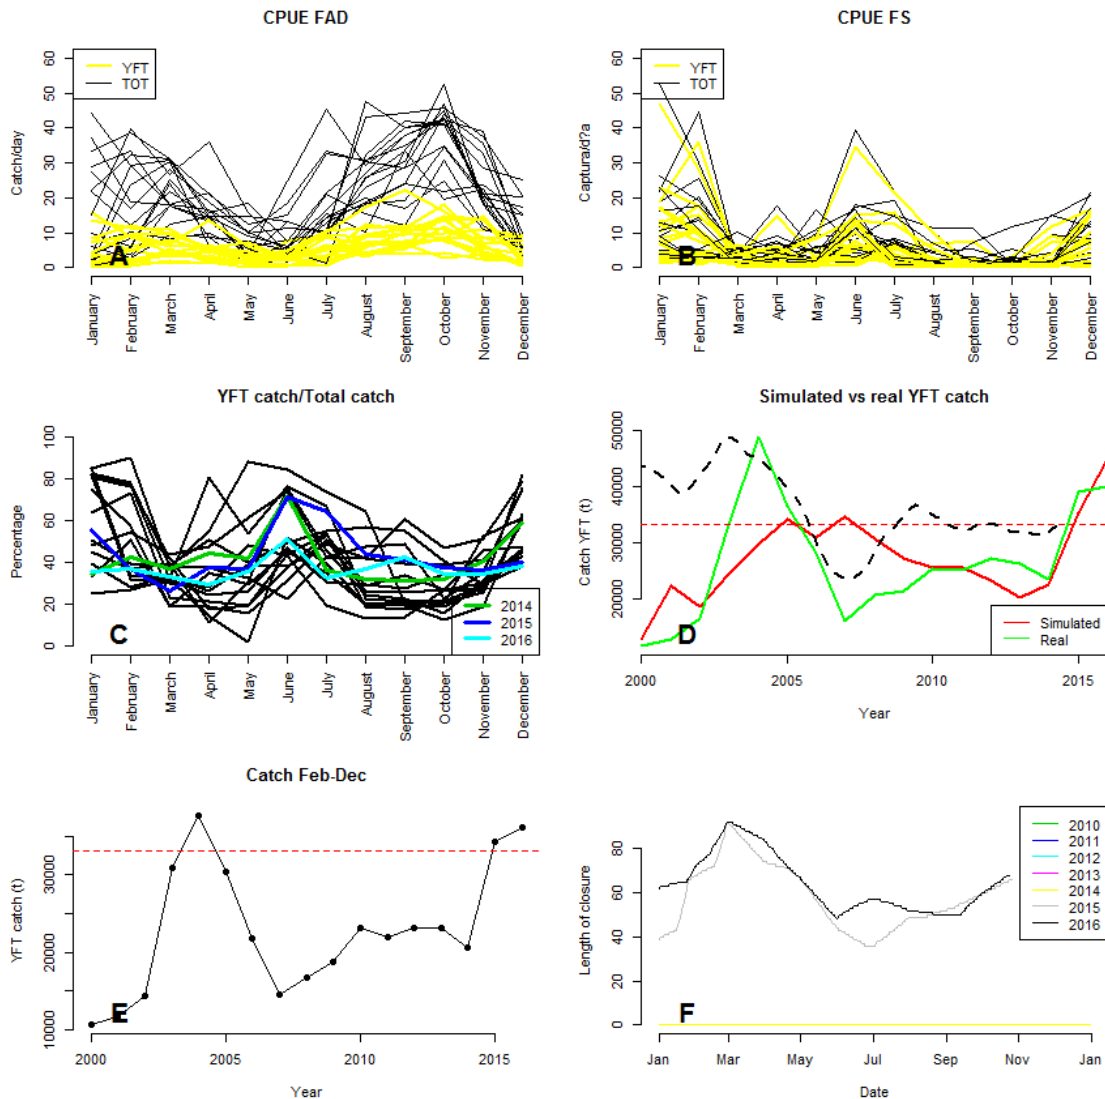 CPUE FAD
YFT
TOT
Catch/day
0
10
20
30
40
50
60
A
January
February
March
April
May
June
July
August
September
October
November
December
CPUE FS
YFT
TOT
Captura/d?a
0
10
20
30
40
50
60
B
January
February
March
April
May
June
July
August
September
October
November
December
YFT catch/Total catch
Percentage
0
20
40
60
80
100
C
2014
2015
2016
January
February
March
April
May
June
July
August
September
October
November
December
Simulated vs real YFT catch
Catch YFT (t)
20000
30000
40000
50000
D
Simulated
Real
2000
2005
2010
2015
Year
Catch Feb-Dec
YFT catch (t)
10000
20000
30000
E
2000
2005
2010
2015
Year
Length of closure
0
20
40
60
80
2010
2011
2012
2013
2014
2015
2016
F
Jan
Mar
May
Jul
Sep
Nov
Jan
Date